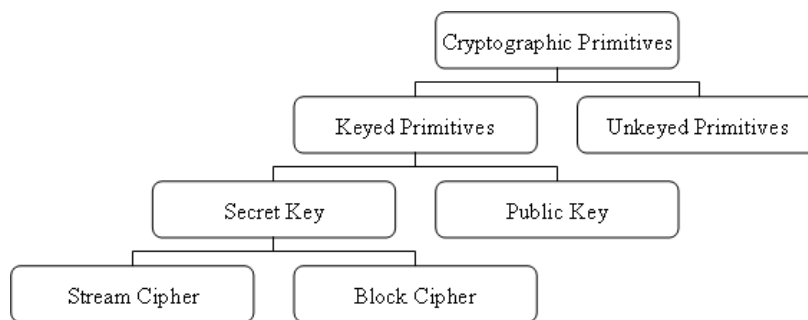 Cryptographic Primitives
Keyed Primitives
Unkeyed Primitives
Secret Key
Public Key
Stream Cipher
Block Cipher